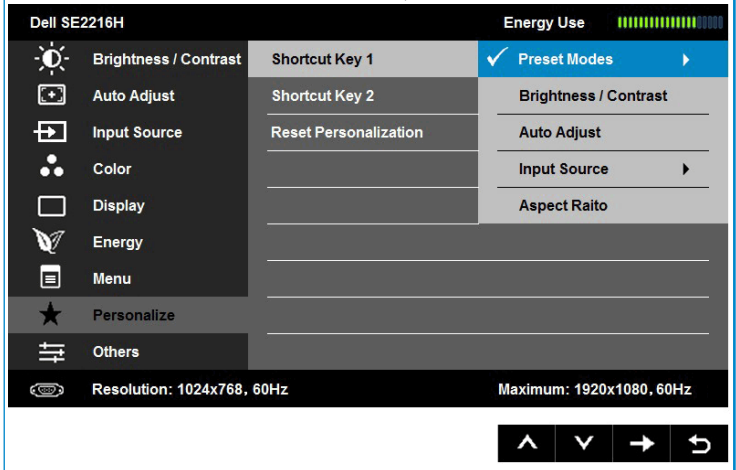 Dell SE2216H Energy Use
Brightness / Contrast Shortcut Key 1 Preset Modes
Auto Adjust Shortcut Key 2 Brightness / Contrast
Input Source Reset Personalization Auto Adjust
Color Input Source
Display Aspect Raito
Energy
Menu
Personalize
Others
Resolution: 1024x768, 60Hz Maximum: 1920x1080, 60Hz